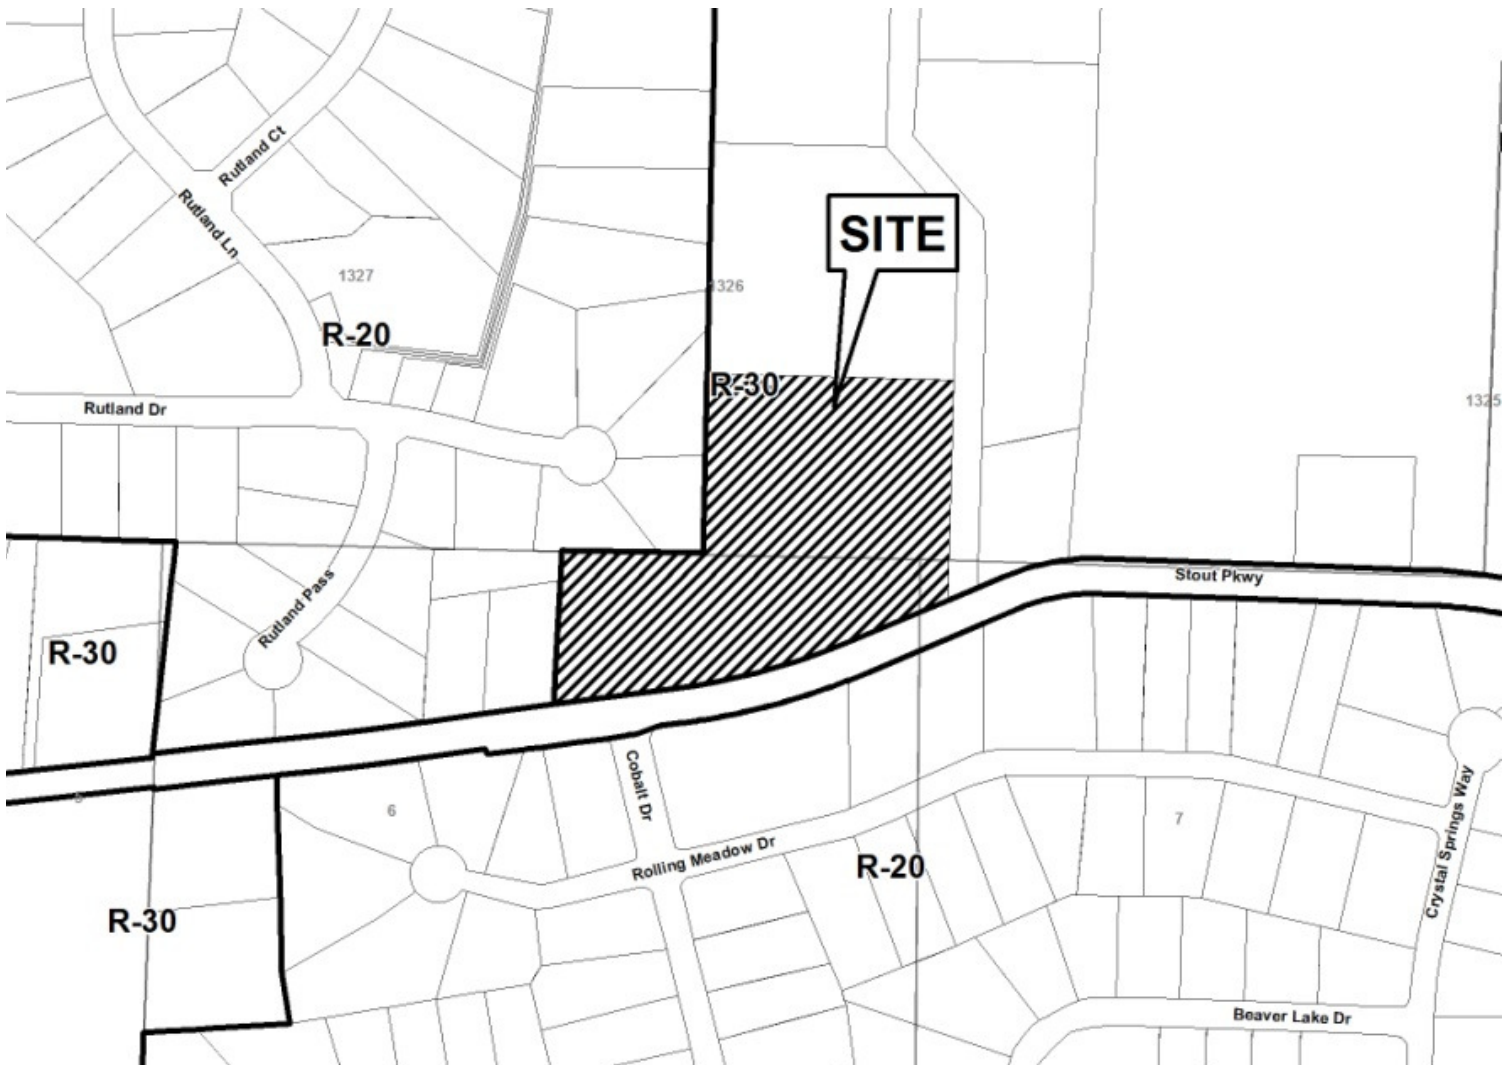 Rutland Ct
Rutland Ln
SITE
1327
1326
R-20
R-30
Rutland Dr
1325
Stout Pkwy
Rutland Pass
R-30
Cobalt Dr
6
7
Rolling Meadow Dr
R-20
Crystal Springs Way
R-30
Beaver Lake Dr